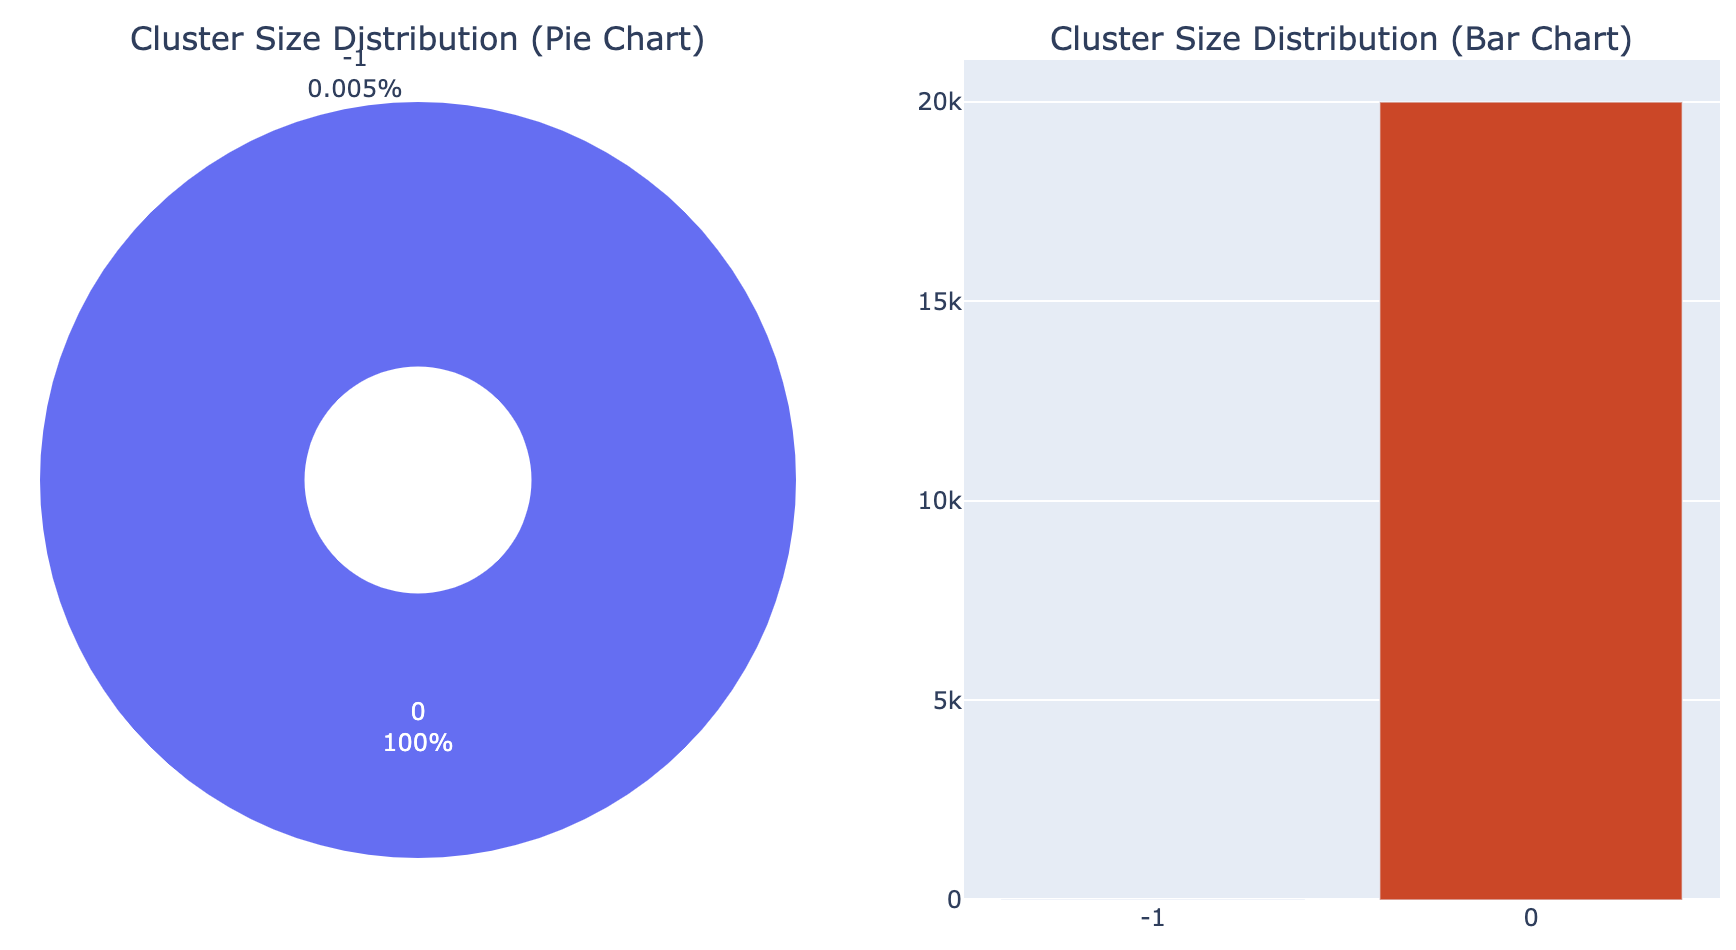 Cluster Size Distribution (Pie Chart)
-1
0.005%
0
100%
Cluster Size Distribution (Bar Chart)
20k
15k
10k
5k
0
-1
0